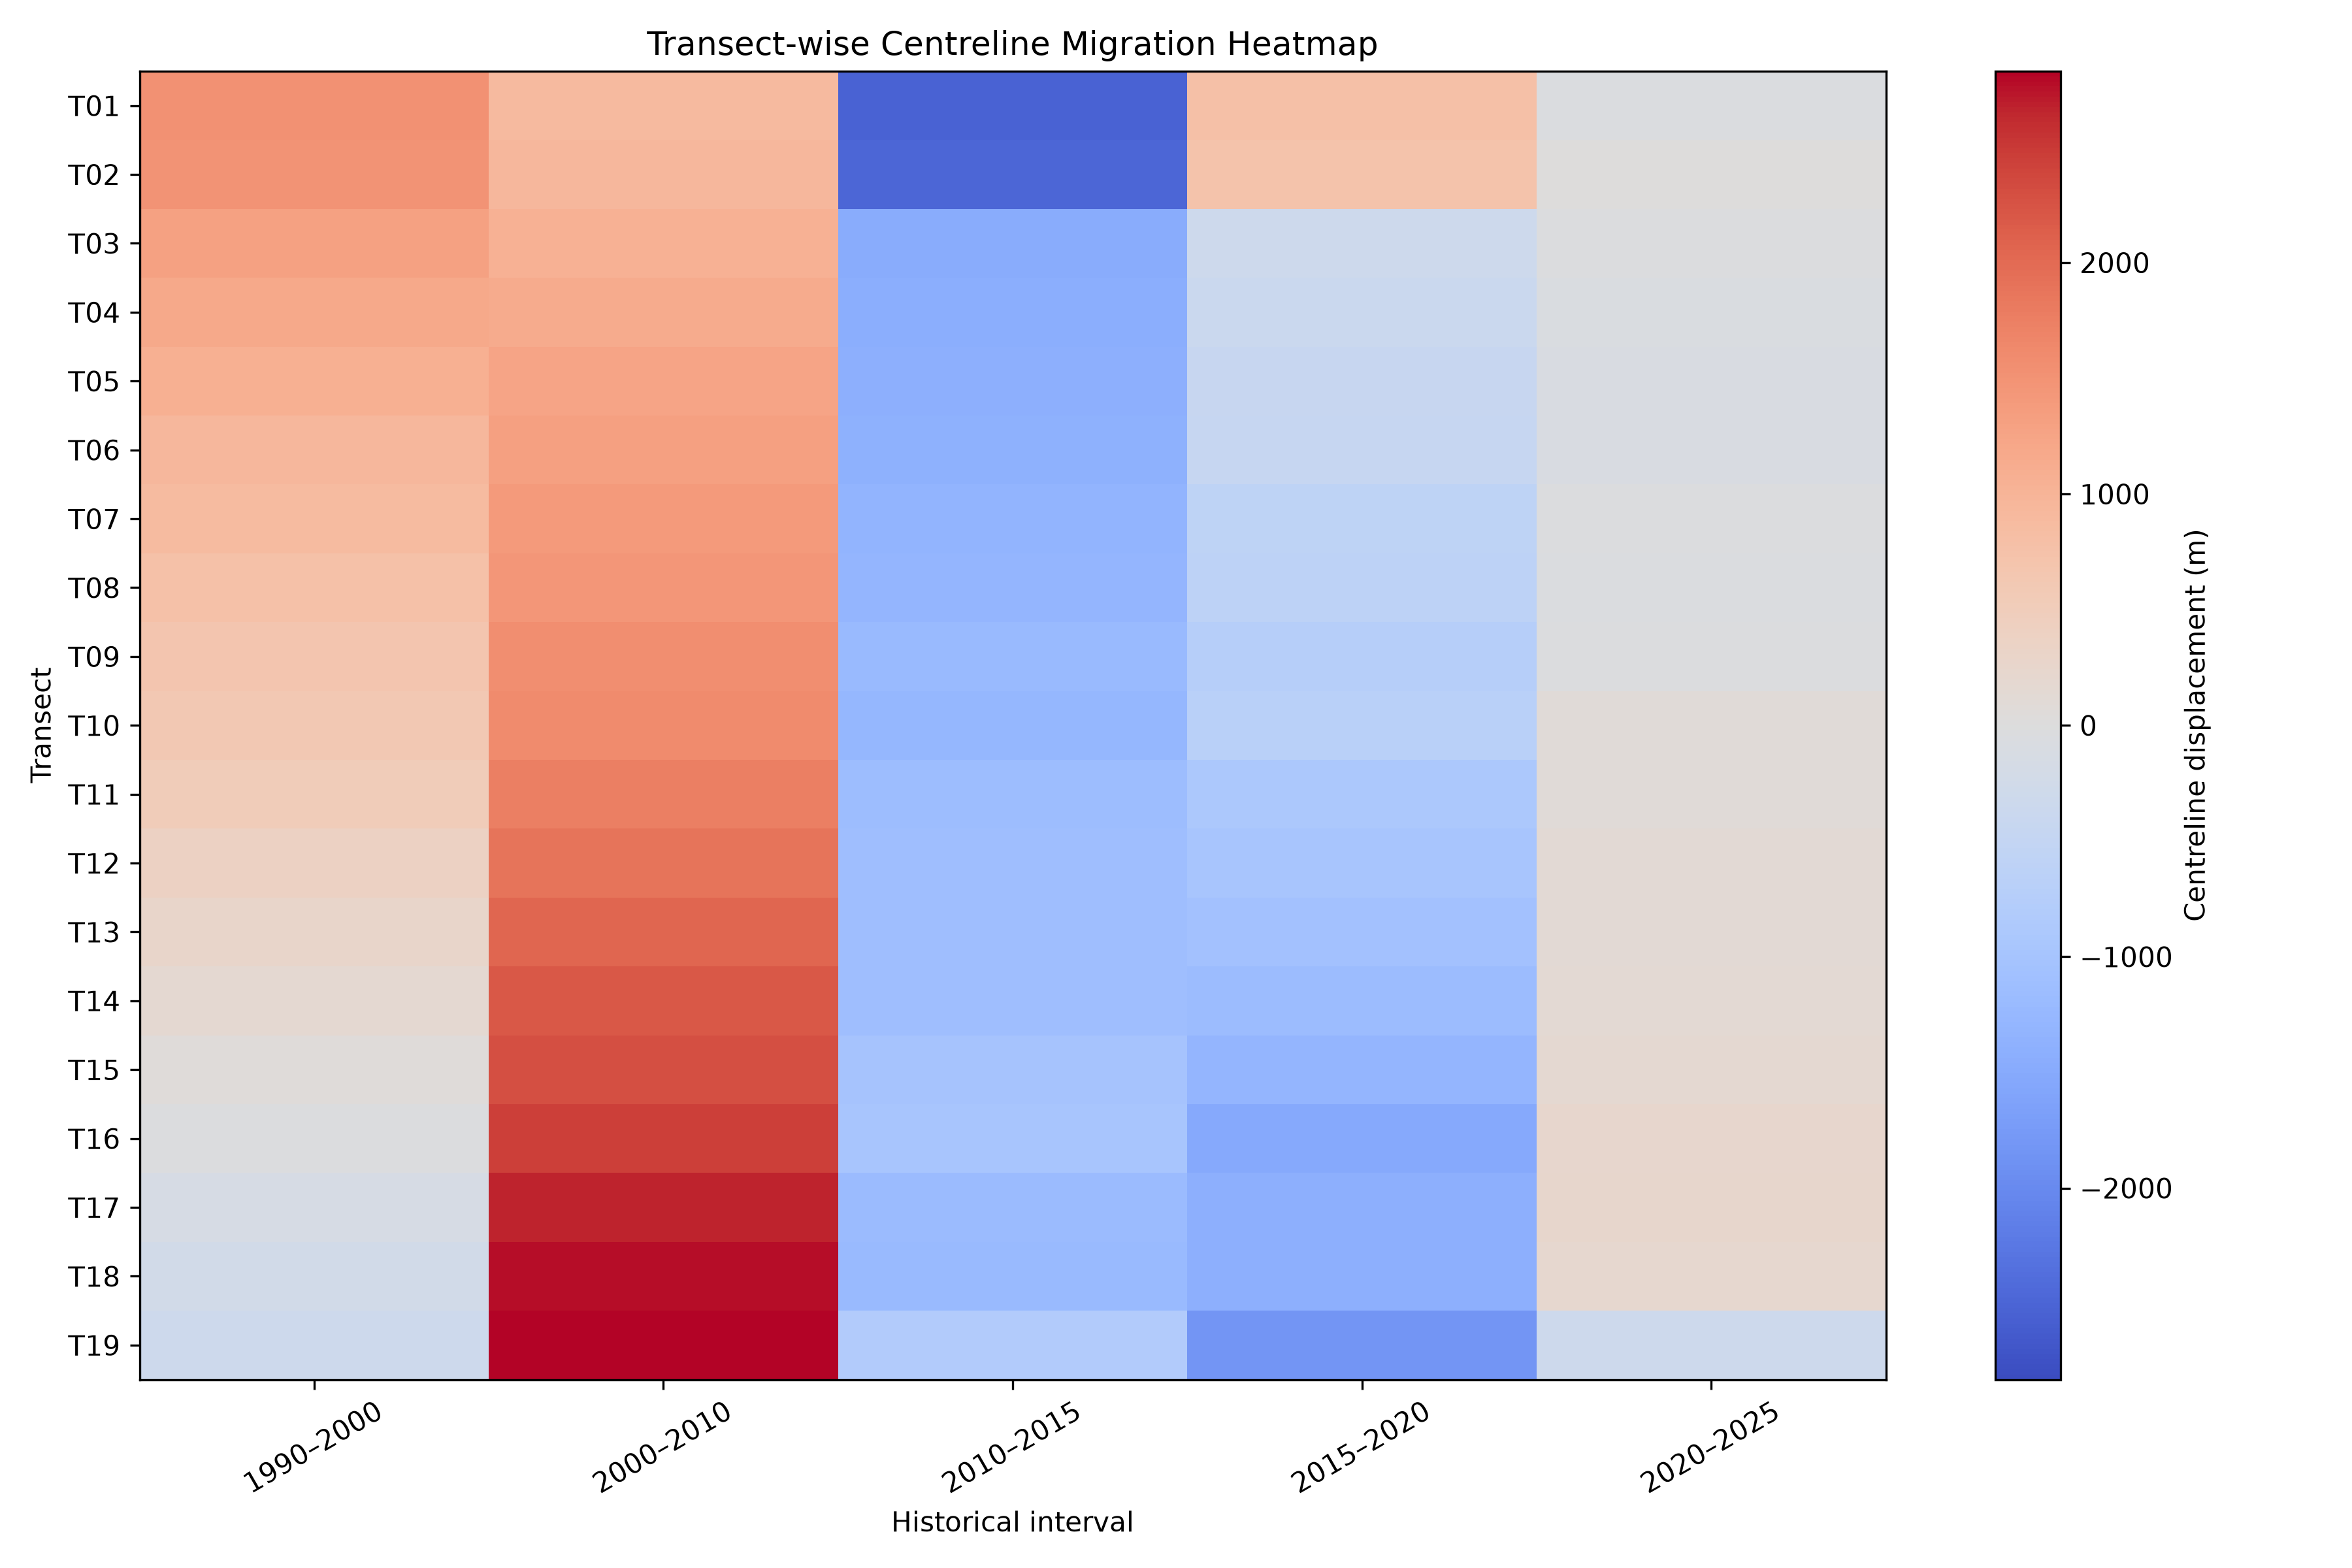 Transect-wise Centreline Migration Heatmap
T01
T02
T03
T04
T05
T06
T07
T08
T09
T10
T11
T12
T13
T14
T15
T16
T17
T18
T19
Transect
1990–2000
2000–2010
2010–2015
2015–2020
2020–2025
Historical interval
2000
1000
0
−1000
−2000
Centreline displacement (m)